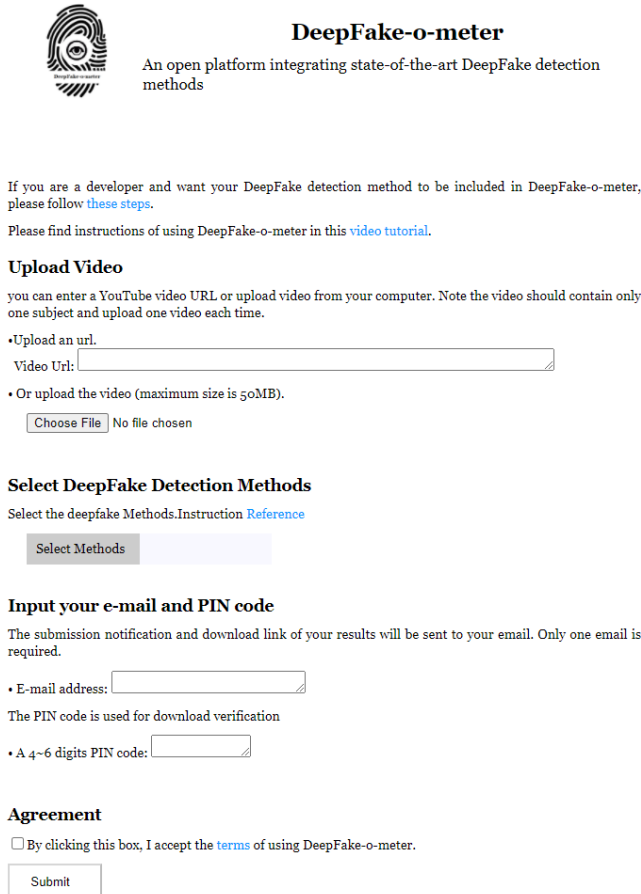 DeepFake-o-meter
DeepFake-o-meter
An open platform integrating state-of-the-art DeepFake detection
methods
If you are a developer and want your DeepFake detection method to be included in DeepFake-o-meter,
please follow these steps.
Please find instructions of using DeepFake-o-meter in this video tutorial.
Upload Video
you can enter a YouTube video URL or upload video from your computer. Note the video should contain only
one subject and upload one video each time.
•Upload an url.
Video Url:
• Or upload the video (maximum size is 50MB).
Choose File No file chosen
Select DeepFake Detection Methods
Select the deepfake Methods.Instruction Reference
Select Methods
Input your e-mail and PIN code
The submission notification and download link of your results will be sent to your email. Only one email is
required.
• E-mail address:
The PIN code is used for download verification
• A 4~6 digits PIN code:
Agreement
By clicking this box, I accept the terms of using DeepFake-o-meter.
Submit